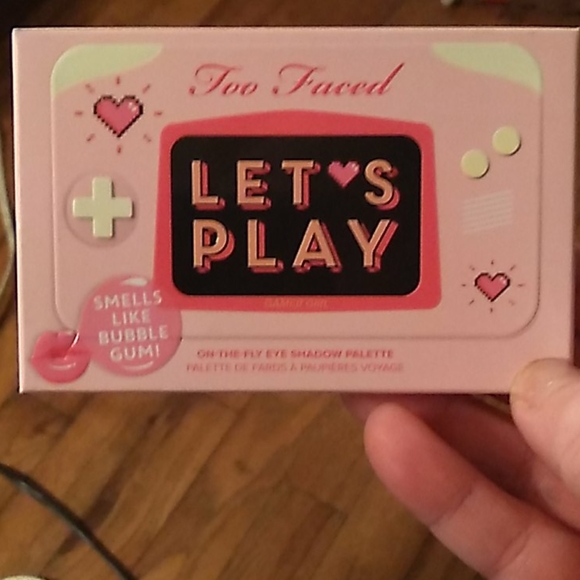 Too Faced
LET'S
PLAY
SMELLS
LIKE
BUBBLE
GUM!
ON-THE-FLY EYE SHADOW PALETTE
PALETTE DE FARDS À PAUPIÈRES VOYAGE